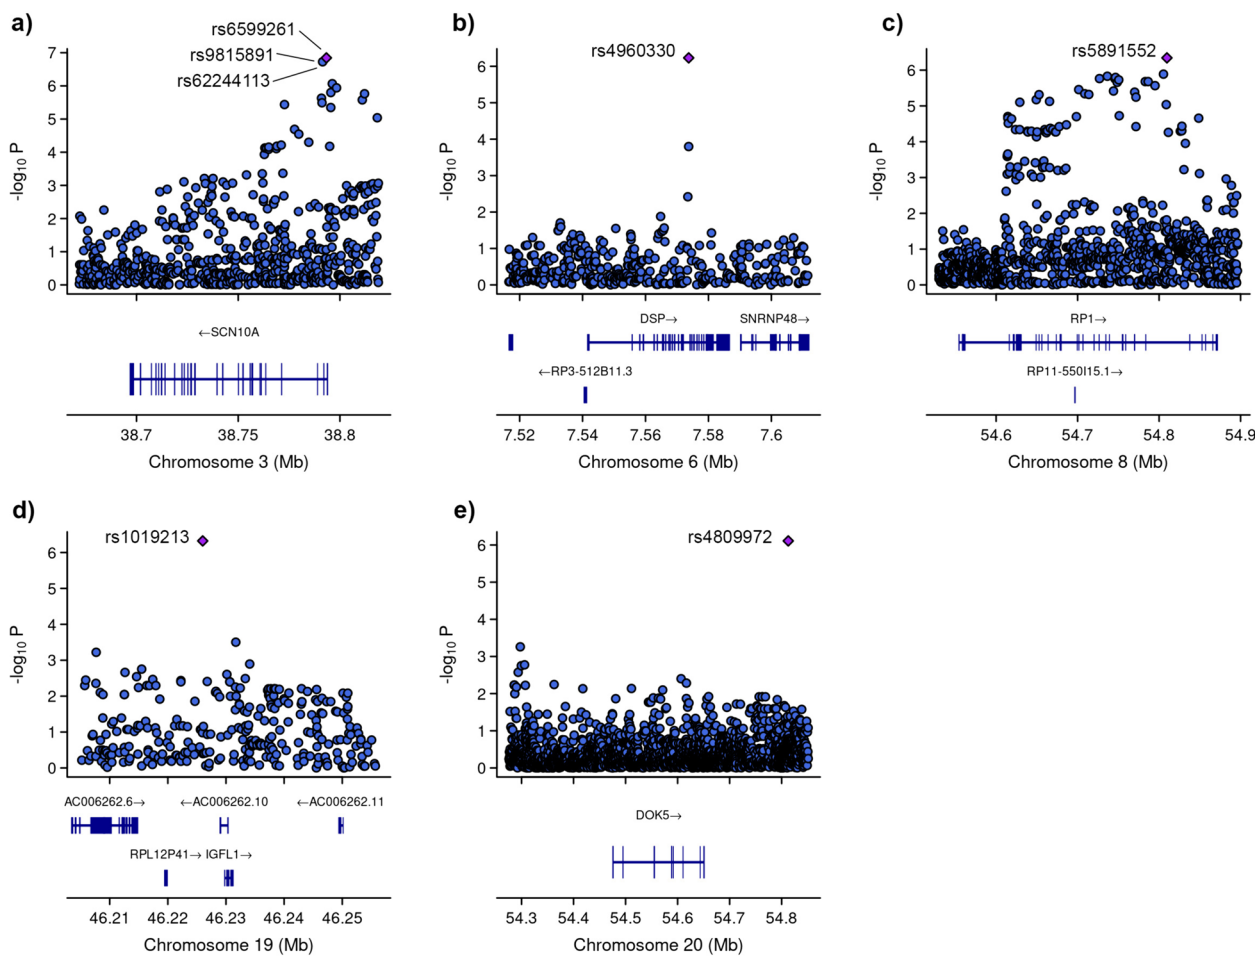 a)
rs6599261
rs9815891
rs62244113
7
6
5
4
3
2
1
0
-log10 P
←SCN10A
38.7 38.75 38.8
Chromosome 3 (Mb)
b)
rs4960330
6
5
4
3
2
1
0
-log10 P
DSP→ SNRNP48→
←RP3-512B11.3
7.52 7.54 7.56 7.58 7.6
Chromosome 6 (Mb)
c)
rs5891552
6
5
4
3
2
1
0
-log10 P
RP1→
RP11-550I15.1→
54.6 54.7 54.8 54.9
Chromosome 8 (Mb)
d)
rs1019213
6
5
4
3
2
1
0
-log10 P
AC006262.6→ ←AC006262.10 ←AC006262.11
RPL12P41→ IGFL1→
46.21 46.22 46.23 46.24 46.25
Chromosome 19 (Mb)
e)
rs4809972
6
5
4
3
2
1
0
-log10 P
DOK5→
54.3 54.4 54.5 54.6 54.7 54.8
Chromosome 20 (Mb)